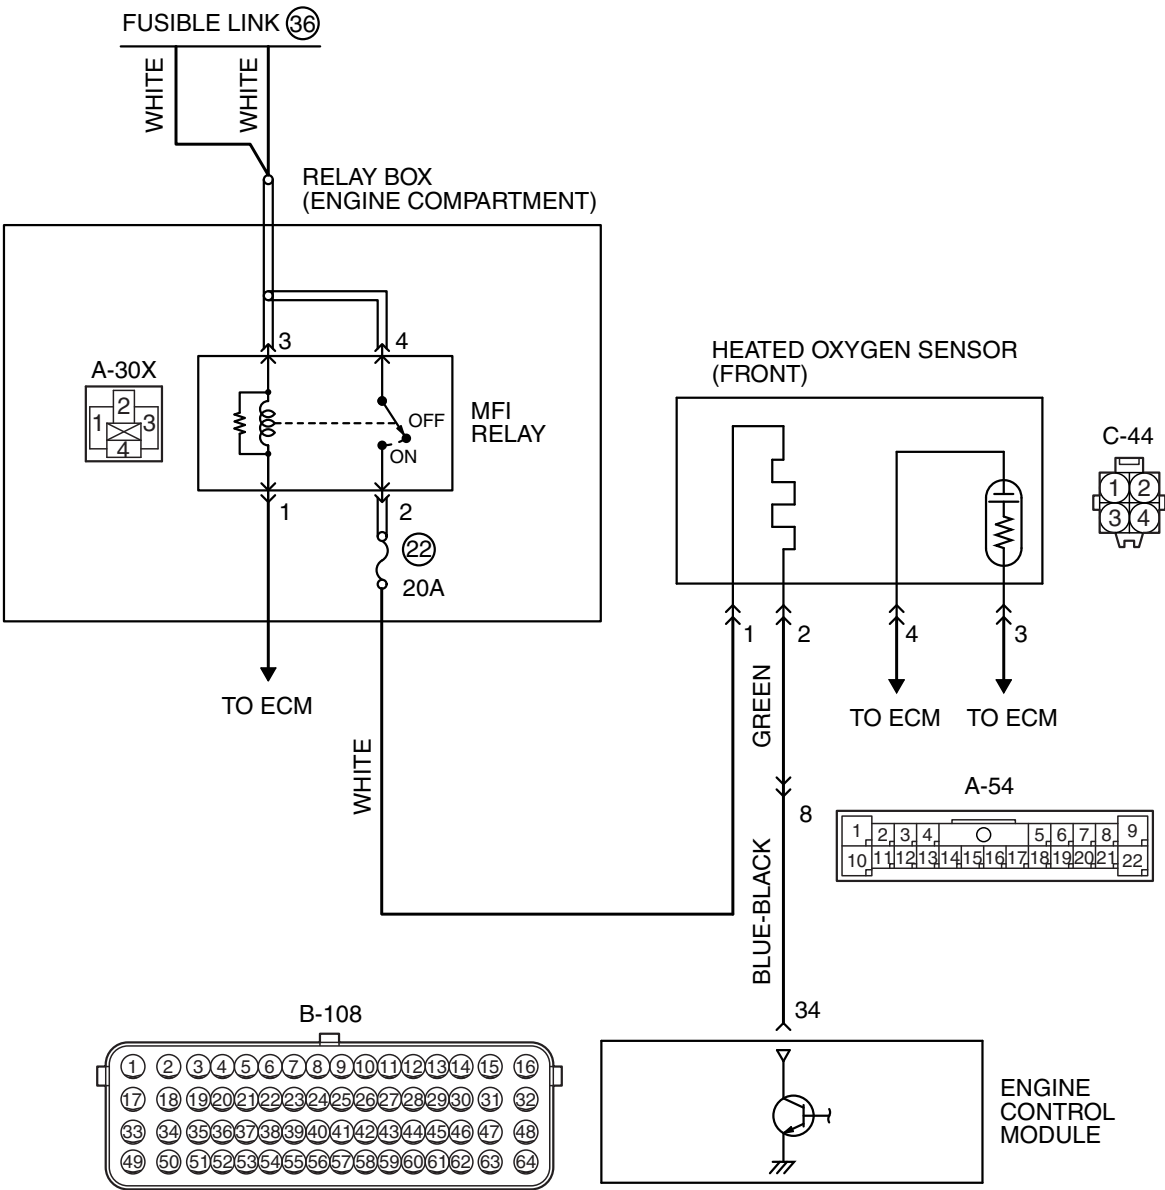 FUSIBLE LINK 36
WHITE
WHITE
RELAY BOX
(ENGINE COMPARTMENT)
3
4
A-30X
2
1
3
4
OFF
ON
MFI
RELAY
1
2
22
20A
TO ECM
WHITE
HEATED OXYGEN SENSOR
(FRONT)
C-44
1 2
3 4
1
2
4
3
GREEN
TO ECM
TO ECM
8
A-54
1 2 3 4 5 6 7 8 9
10 11 12 13 14 15 16 17 18 19 20 21 22
BLUE-BLACK
34
B-108
1 2 3 4 5 6 7 8 9 10 11 12 13 14 15 16
17 18 19 20 21 22 23 24 25 26 27 28 29 30 31 32
33 34 35 36 37 38 39 40 41 42 43 44 45 46 47 48
49 50 51 52 53 54 55 56 57 58 59 60 61 62 63 64
ENGINE
CONTROL
MODULE